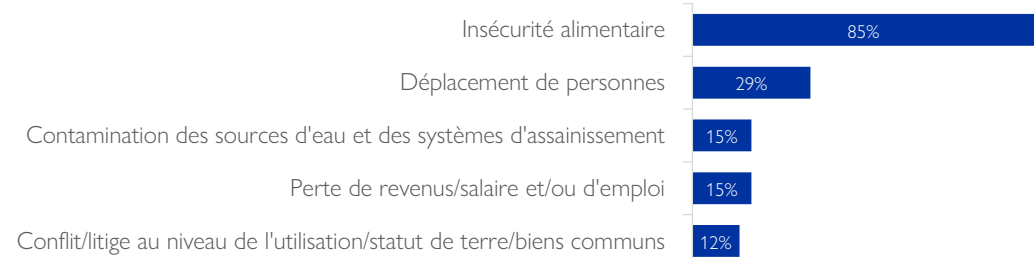 Insécurité alimentaire 85%
Déplacement de personnes 29%
Contamination des sources d'eau et des systèmes d'assainissement 15%
Perte de revenus/salaire et/ou d'emploi 15%
Conflit/litige au niveau de l'utilisation/statut de terre/biens communs 12%